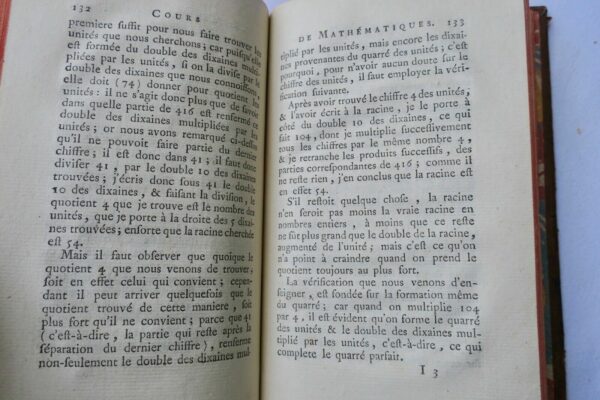 132 COURS
premiere suffit pour nous faire trouver les
unités que nous cherchons; car puisqu'elle
est formée du double des dixaines multi-
pliées par les unités, si on la divise par le
double des dixaines que nous connoissons,
elle doit (74) donner pour quotient les
unités: il ne s'agit donc plus que de savoir
dans quelle partie de 416 est renfermé ce
double des dixaines multipliées par les
unités; or nous avons remarqué ci-dessus
qu'il ne pouvoit faire partie du dernier
chiffre; il est donc dans 41; il faut donc
diviser 41, par le double 10 des dixaines
trouvées; j'écris donc sous 41 le double
10 des dixaines, & faisant la division, le
quotient 4 que je trouve est le nombre des
unités, que je porte à la droite des 5 dixai-
nes trouvées; ensorte que la racine cherchée
est 54.
Mais il faut observer que quoique le
quotient 4 que nous venons de trouver,
soit en effet celui qui convient; cepen-
dant il peut arriver quelquefois que le
quotient trouvé de cette maniere, soit
plus fort qu'il ne convient; parce que 41
(c'est-à-dire, la partie qui reste après la
séparation du dernier chiffre), renferme
non-seulement le double des dixaines mul-
DE MATHÉMATIQUES. 133
tiplié par les unités, mais encore les dixai-
nes provenantes du quarré des unités; c'est
pourquoi, pour n'avoir aucun doute sur le
chiffre des unités, il faut employer la véri-
fication suivante.
Après avoir trouvé le chiffre 4 des unités,
& l'avoir écrit à la racine, je le porte à
côté du double 10 des dixaines, ce qui
fait 104, dont je multiplie successivement
tous les chiffres par le même nombre 4,
& je retranche les produits successifs, des
parties correspondantes de 416; comme il
ne reste rien, j'en conclus que la racine est
en effet 54.
S'il restoit quelque chose, la racine
n'en seroit pas moins la vraie racine en
nombres entiers, à moins que ce reste
ne fût plus grand que le double de la racine,
augmenté de l'unité; mais c'est ce qu'on
n'a point à craindre quand on prend le
quotient toujours au plus fort.
La vérification que nous venons d'en-
seigner, est fondée sur la formation même
du quarré; car quand on multiplie 104
par 4, il est évident qu'on forme le quarré
des unités & le double des dixaines mul-
tiplié par les unités, c'est-à-dire, ce qui
complete le quarré parfait.
I 3